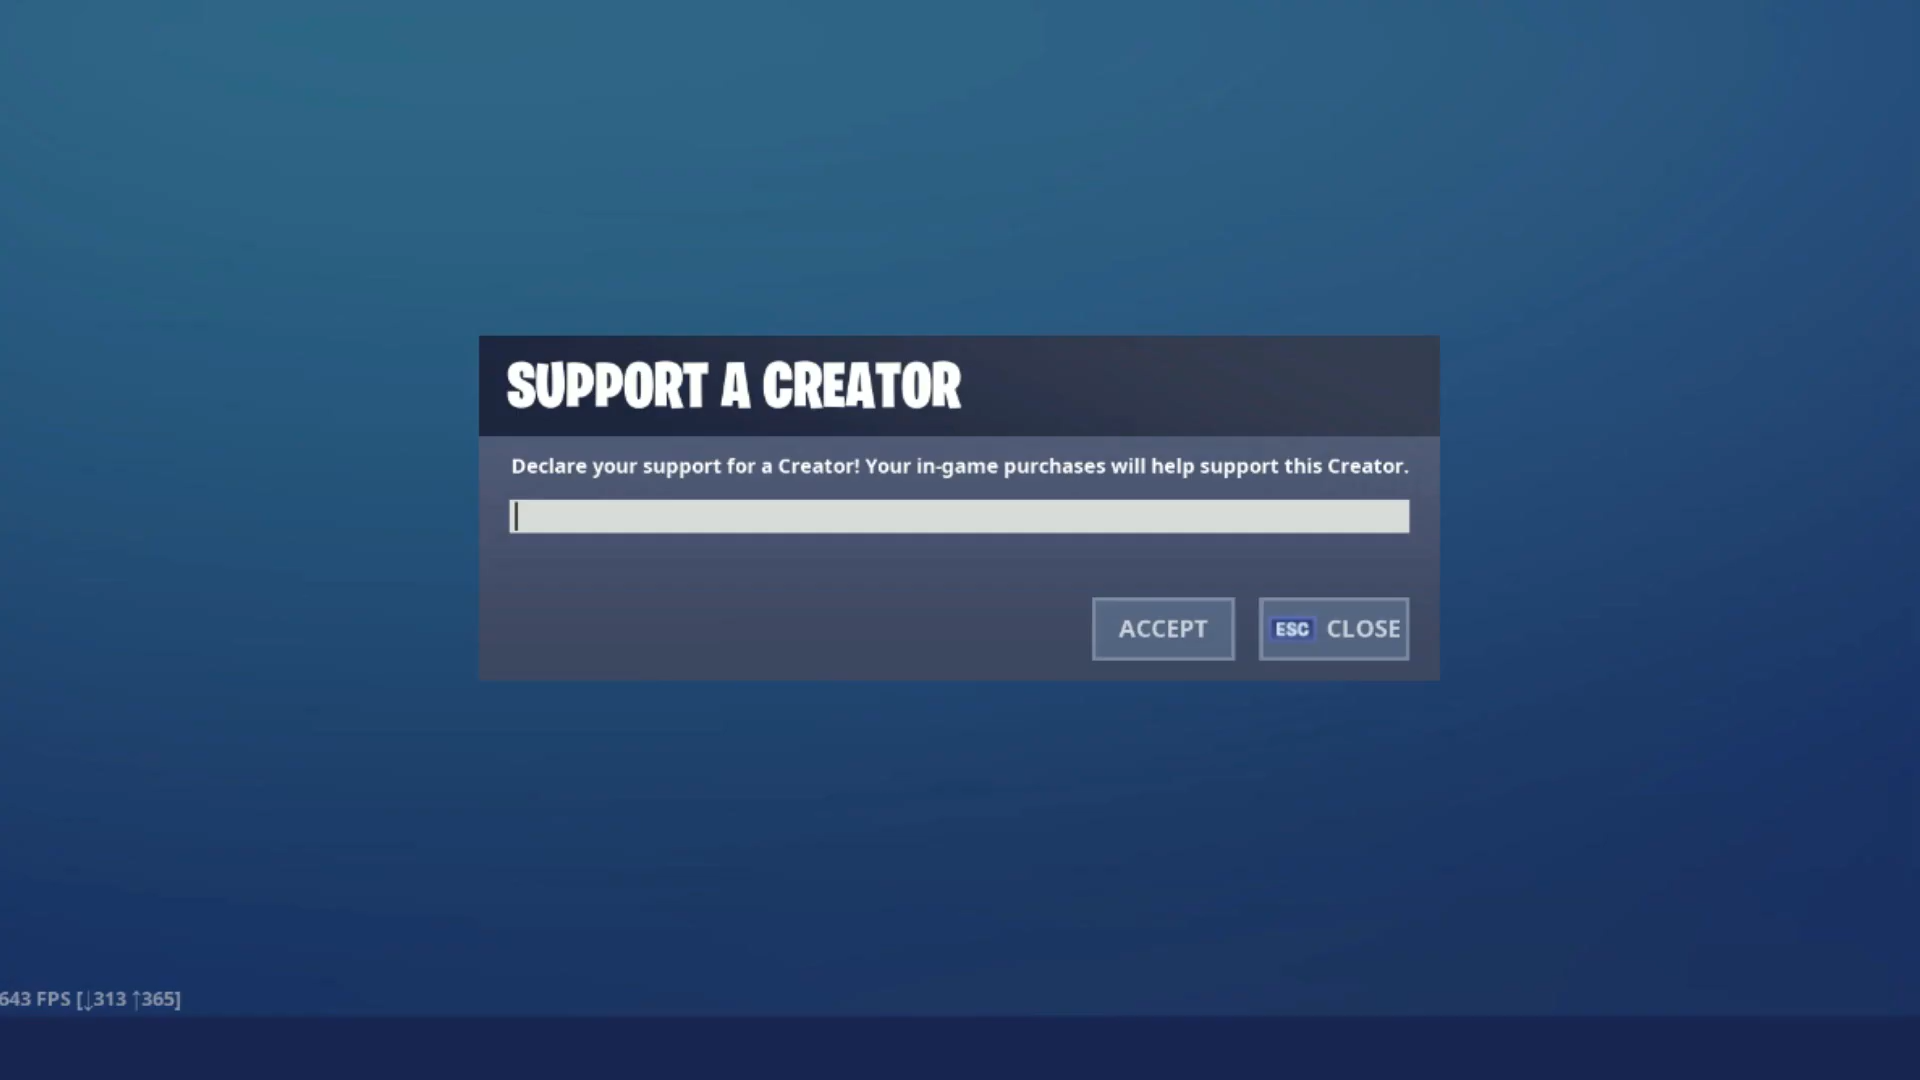 SUPPORT A CREATOR
Declare your support for a Creator! Your in-game purchases will help support this Creator.
ACCEPT
ESC CLOSE
643 FPS [↓313 ↑365]